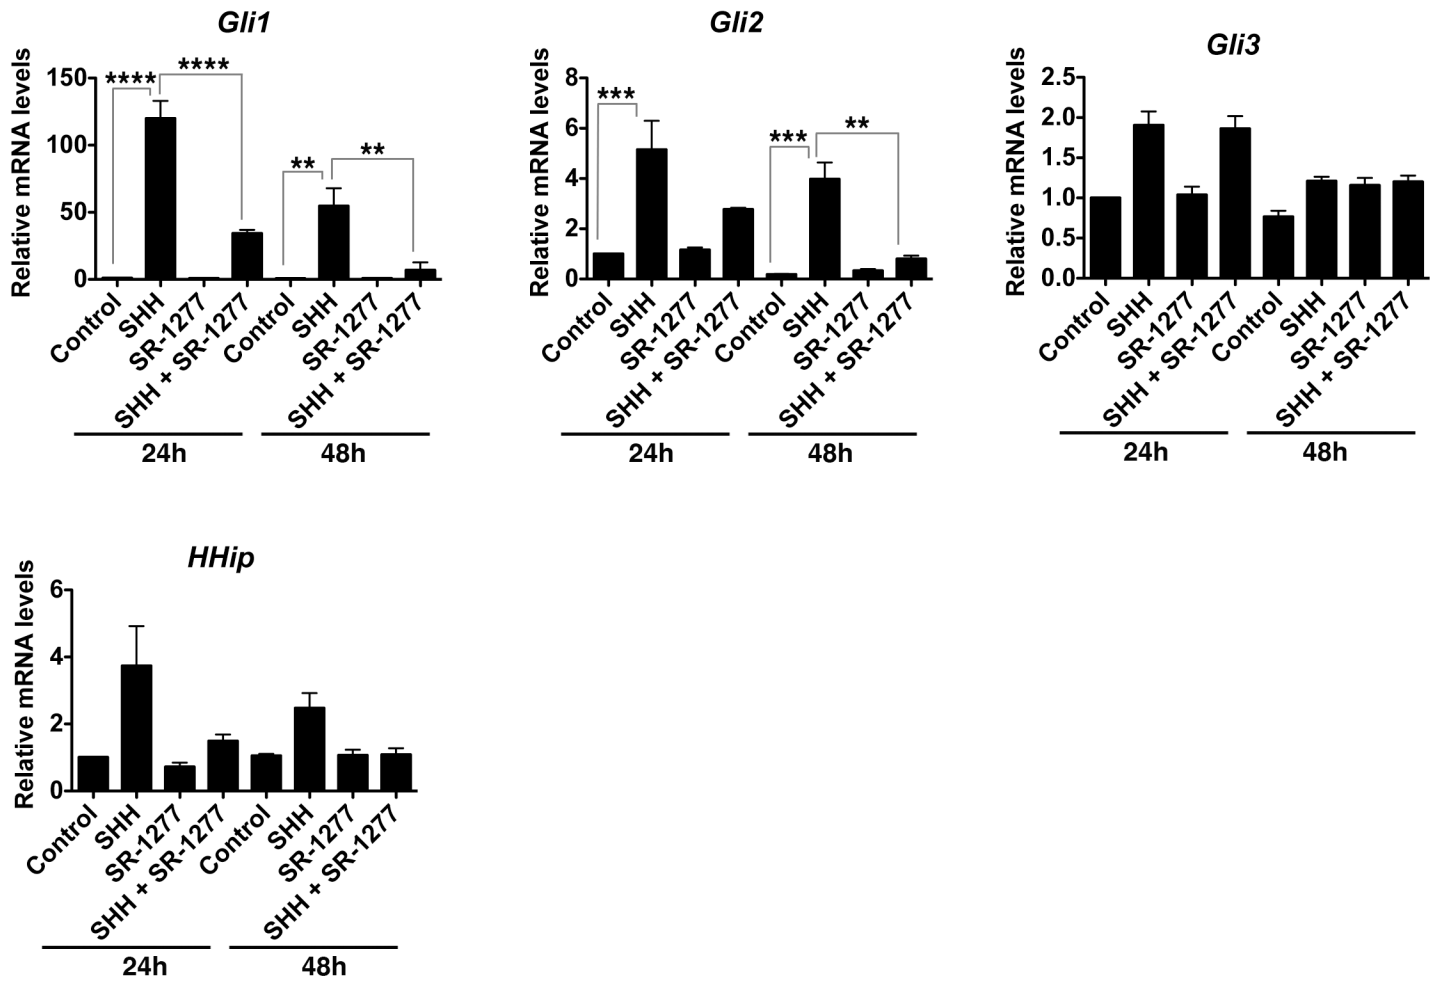 Gli1
Relative mRNA levels
150
100
50
0
****
****
**
**
Control
SHH
SR-1277
SHH + SR-1277
Control
SHH
SR-1277
SHH + SR-1277
24h
48h
Gli2
Relative mRNA levels
8
6
4
2
0
***
***
**
Control
SHH
SR-1277
SHH + SR-1277
Control
SHH
SR-1277
SHH + SR-1277
24h
48h
Gli3
Relative mRNA levels
2.5
2.0
1.5
1.0
0.5
0.0
Control
SHH
SR-1277
SHH + SR-1277
Control
SHH
SR-1277
SHH + SR-1277
24h
48h
HHip
Relative mRNA levels
6
4
2
0
Control
SHH
SR-1277
SHH + SR-1277
Control
SHH
SR-1277
SHH + SR-1277
24h
48h